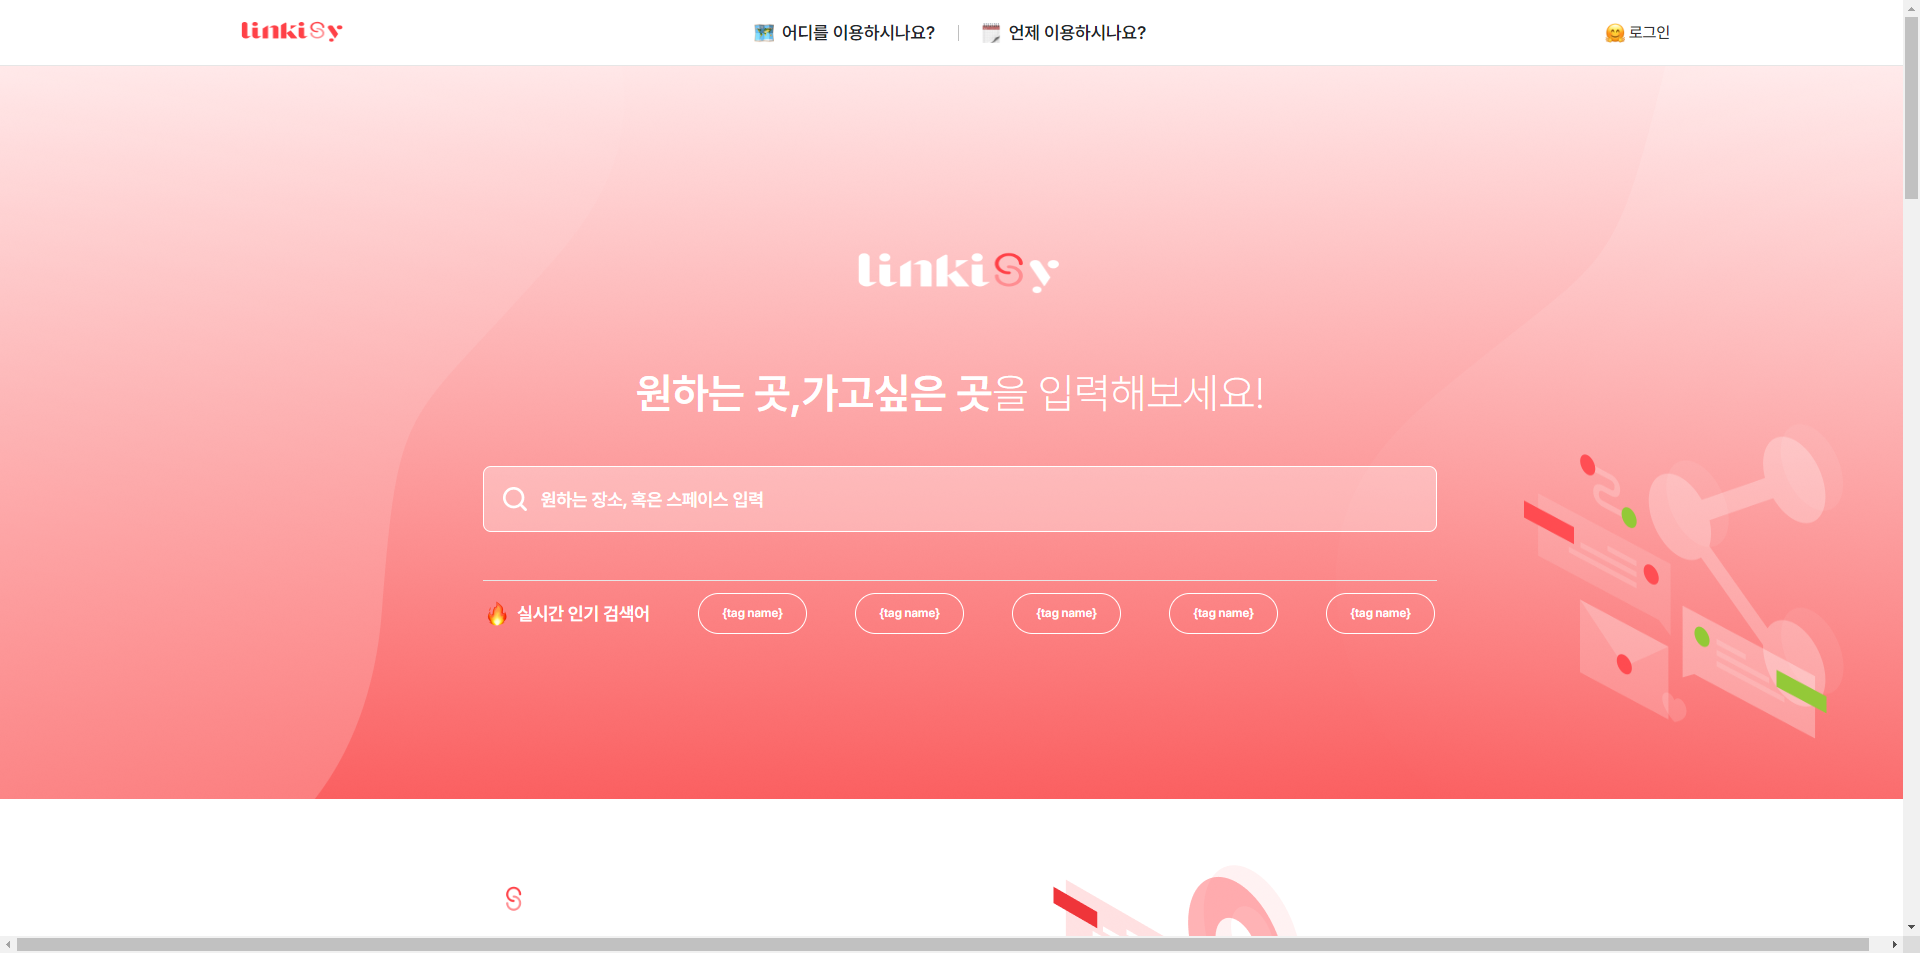 linkisy
어디를 이용하시나요?
언제 이용하시나요?
로그인
linkisy
원하는 곳,가고싶은 곳을 입력해보세요!
원하는 장소, 혹은 스페이스 입력
실시간 인기 검색어
{tag name}
{tag name}
{tag name}
{tag name}
{tag name}